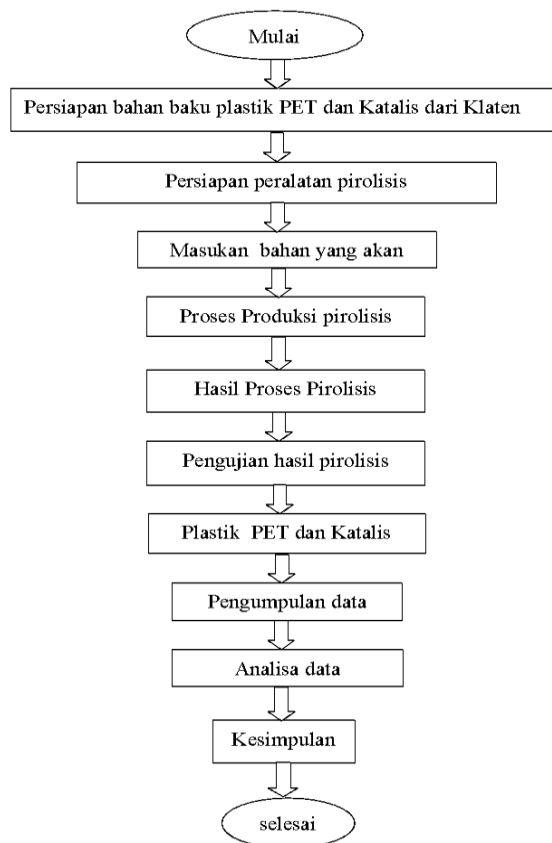 Mulai
Persiapan bahan baku plastik PET dan Katalis dari Klaten
Persiapan peralatan pirolisis
Masukan bahan yang akan
Proses Produksi pirolisis
Hasil Proses Pirolisis
Pengujian hasil pirolisis
Plastik PET dan Katalis
Pengumpulan data
Analisa data
Kesimpulan
selesai